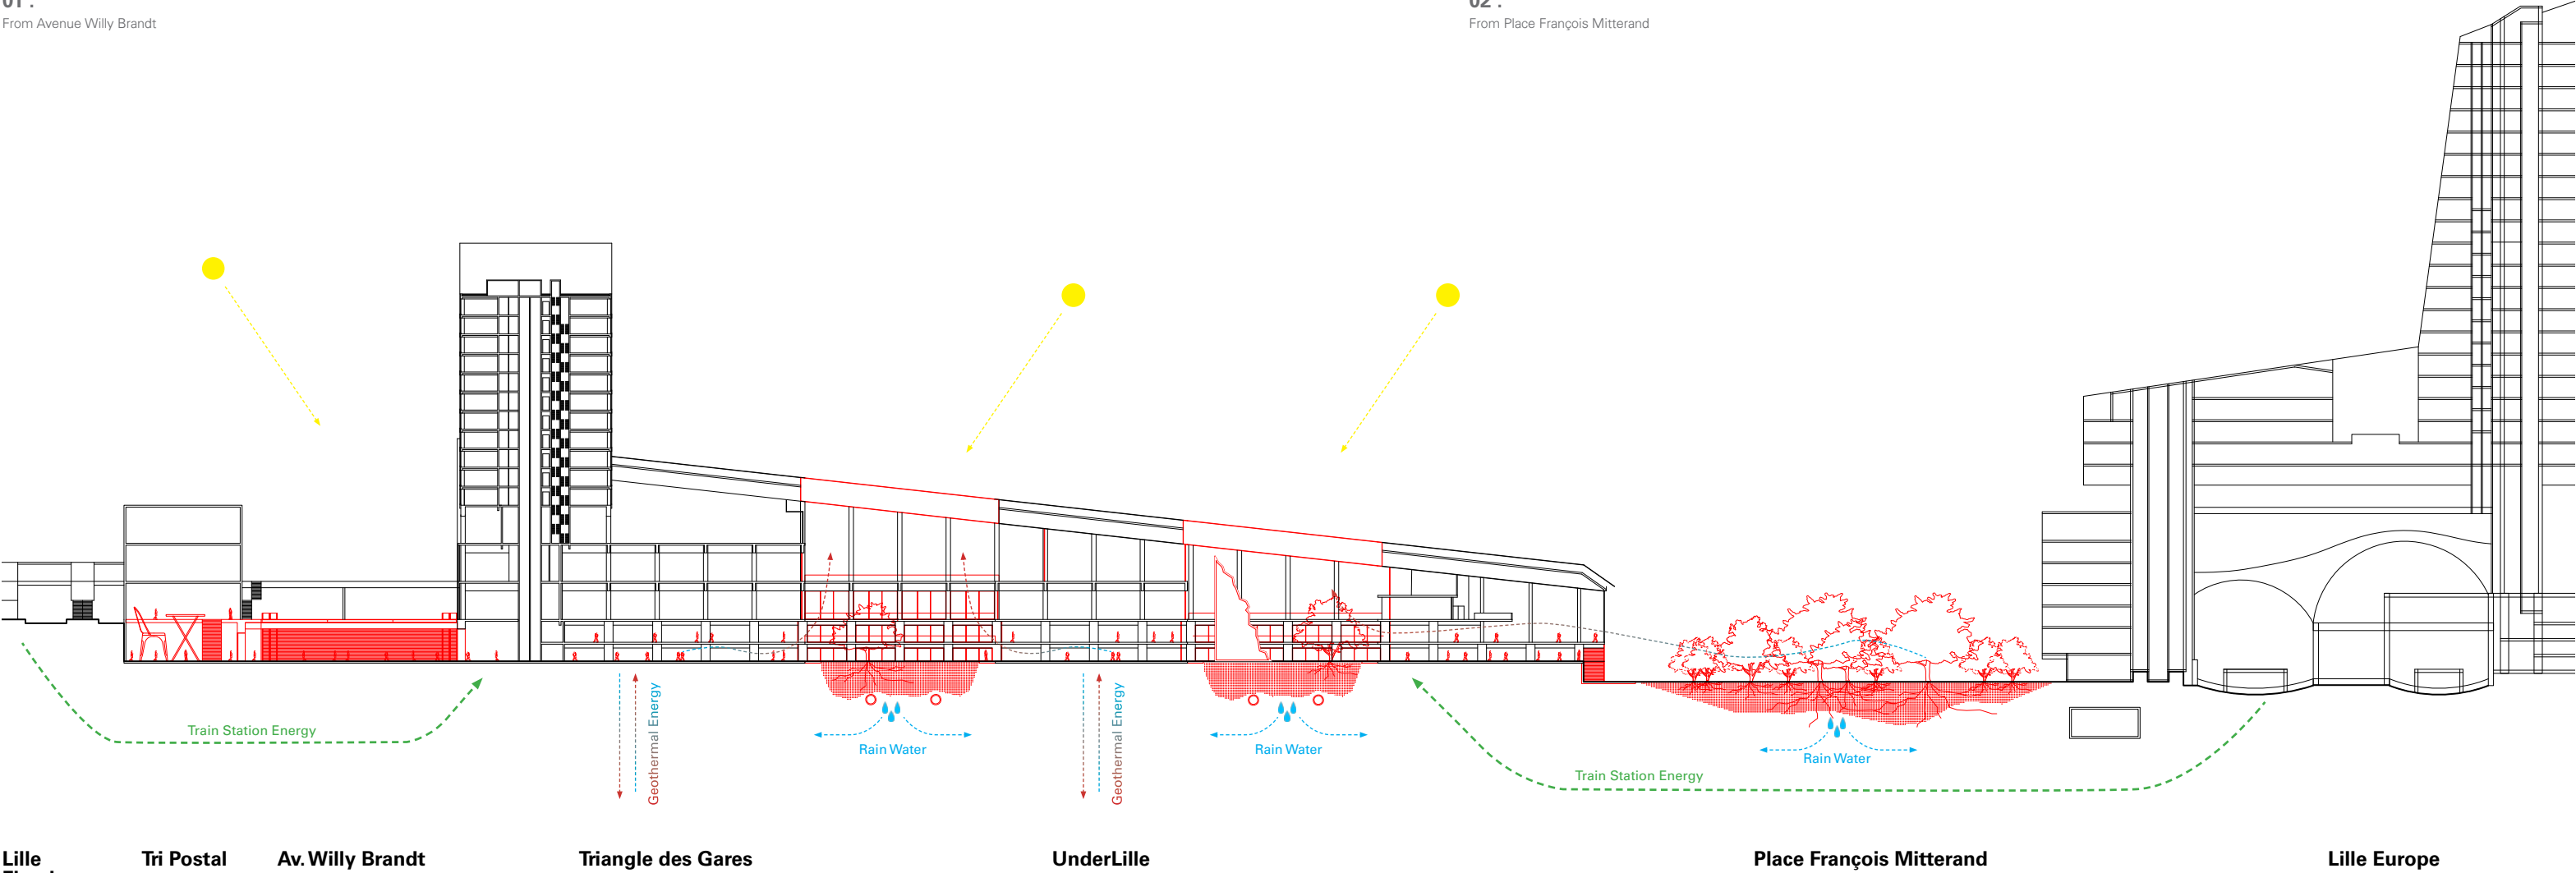 01 :
From Avenue Willy Brandt
02 :
From Place François Mitterand
Train Station Energy
Geothermal Energy
Rain Water
Geothermal Energy
Rain Water
Train Station Energy
Rain Water
Lille
Tri Postal
Av. Willy Brandt
Triangle des Gares
UnderLille
Place François Mitterand
Lille Europe